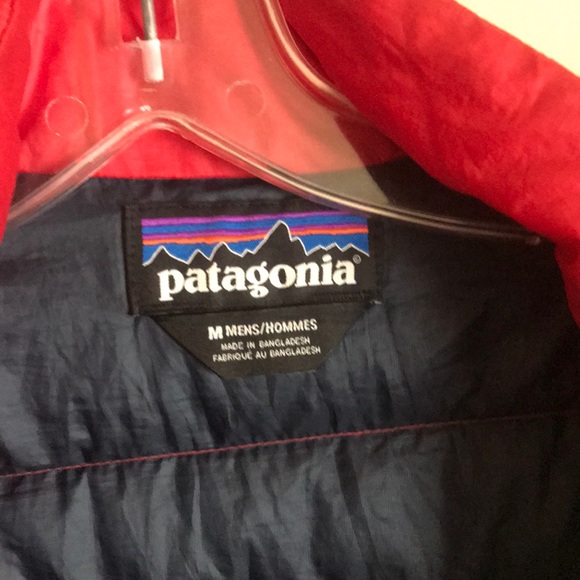 patagonia©
M MENS/HOMMES
MADE IN BANGLADESH
FABRIQUÉ AU BANGLADESH